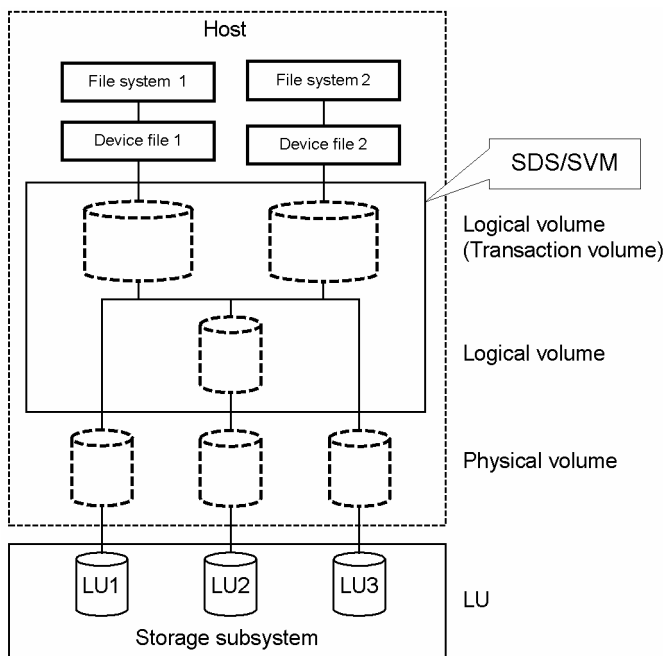 Host
File system 1
File system 2
Device file 1
Device file 2
SDS/SVM
Logical volume
(Transaction volume)
Logical volume
Physical volume
LU1
LU2
LU3
LU
Storage subsystem